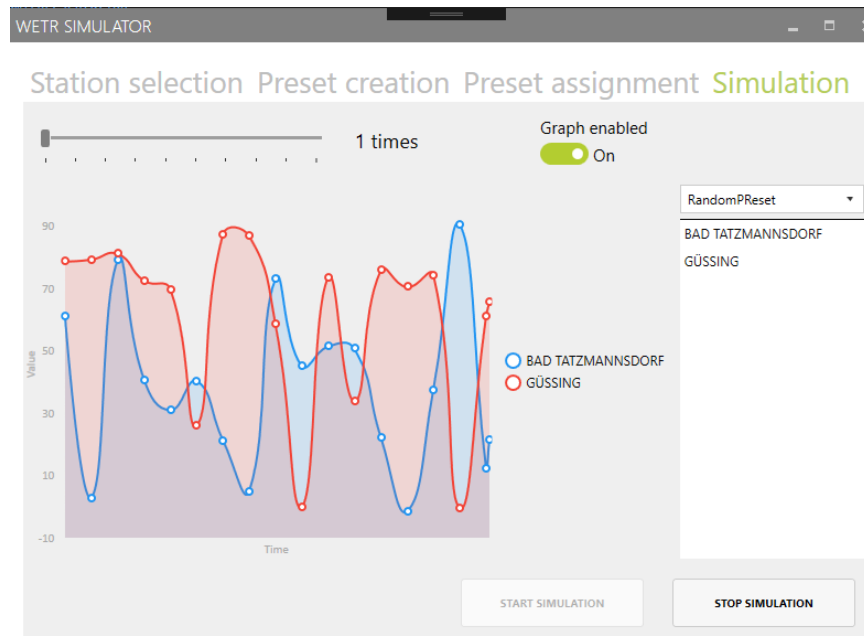 WETR SIMULATOR
Station selection Preset creation Preset assignment Simulation
1 times
Graph enabled
On
RandomPReset
BAD TATZMANNSDORF
GÜSSING
90
70
50
30
10
-10
Value
Time
BAD TATZMANNSDORF
GÜSSING
START SIMULATION
STOP SIMULATION